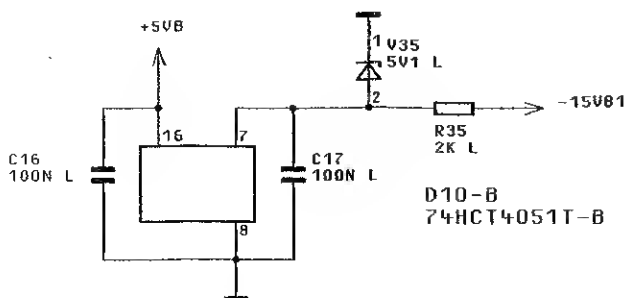 +5VB
1
V35
5V1 L
2
16
7
-15VB1
R35
2K L
C16
100N L
C17
100N L
8
D10-B
74HCT4051T-B